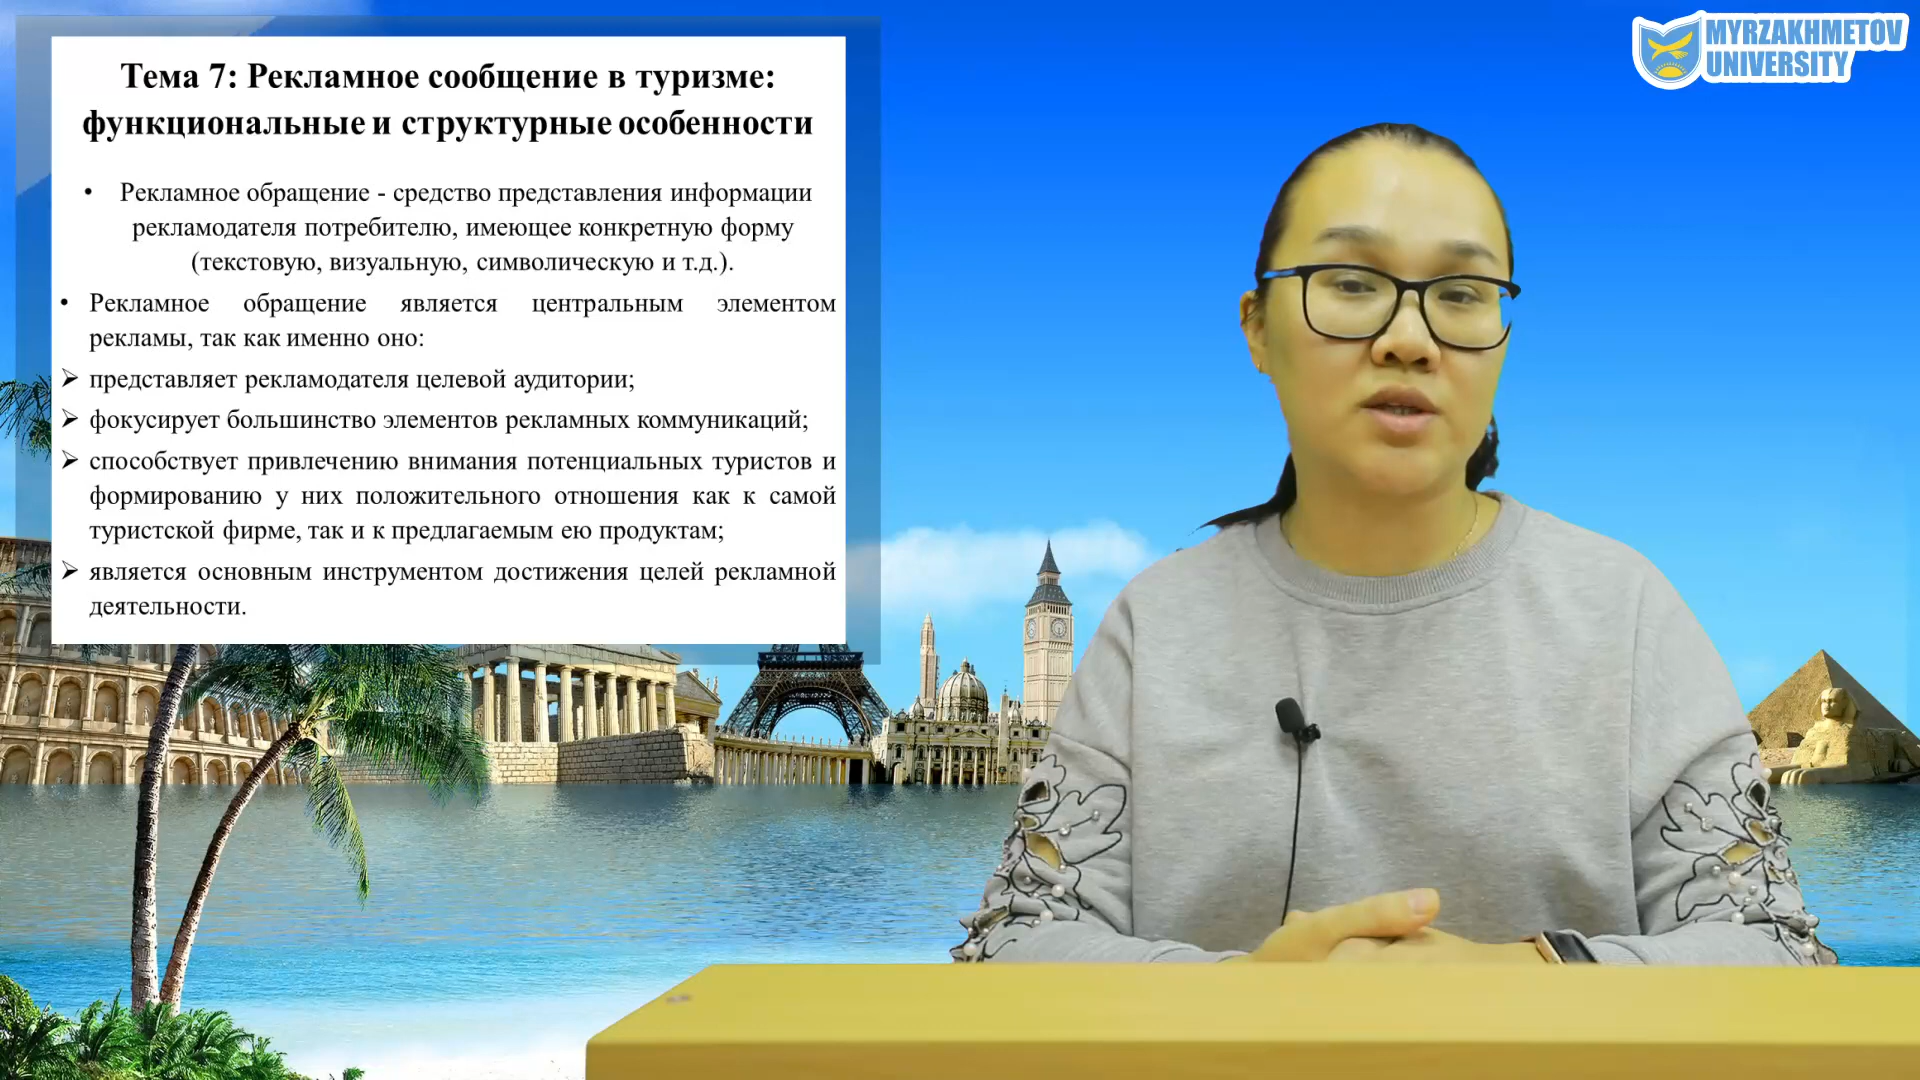 MYRZAKHMETOV
UNIVERSITY
Тема 7: Рекламное сообщение в туризме:
функциональные и структурные особенности
• Рекламное обращение - средство представления информации
рекламодателя потребителю, имеющее конкретную форму
(текстовую, визуальную, символическую и т.д.).
• Рекламное обращение является центральным элементом
рекламы, так как именно оно:
➢ представляет рекламодателя целевой аудитории;
➢ фокусирует большинство элементов рекламных коммуникаций;
➢ способствует привлечению внимания потенциальных туристов и
формированию у них положительного отношения как к самой
туристской фирме, так и к предлагаемым ею продуктам;
➢ является основным инструментом достижения целей рекламной
деятельности.